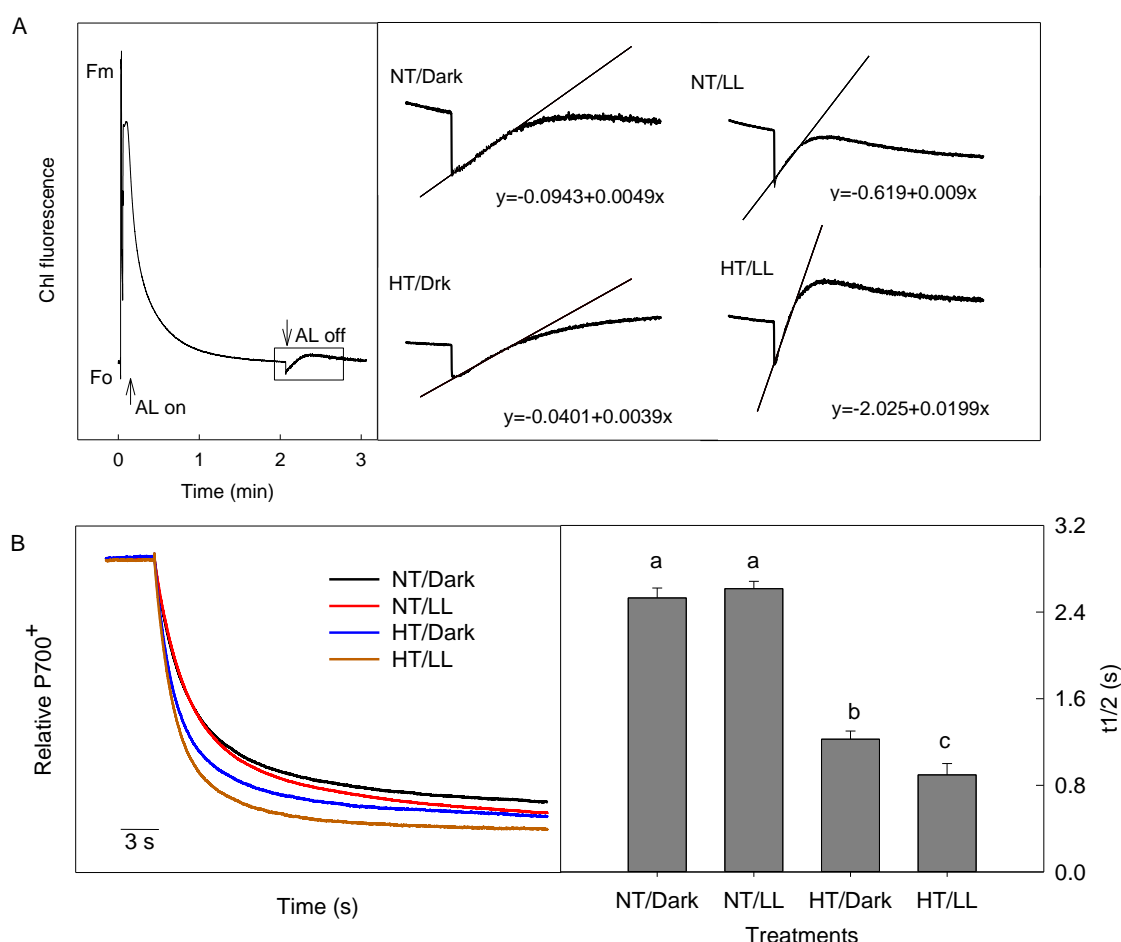 A
Fm
Fo
Chl fluorescence
AL on
AL off
0 1 2 3
Time (min)
NT/Dark
y=-0.0943+0.0049x
NT/LL
y=-0.619+0.009x
HT/Drk
y=-0.0401+0.0039x
HT/LL
y=-2.025+0.0199x
B
Relative P700+
NT/Dark
NT/LL
HT/Dark
HT/LL
3 s
Time (s)
a
a
b
c
3.2
2.4
1.6
0.8
0.0
t1/2 (s)
NT/Dark NT/LL HT/Dark HT/LL
Treatments